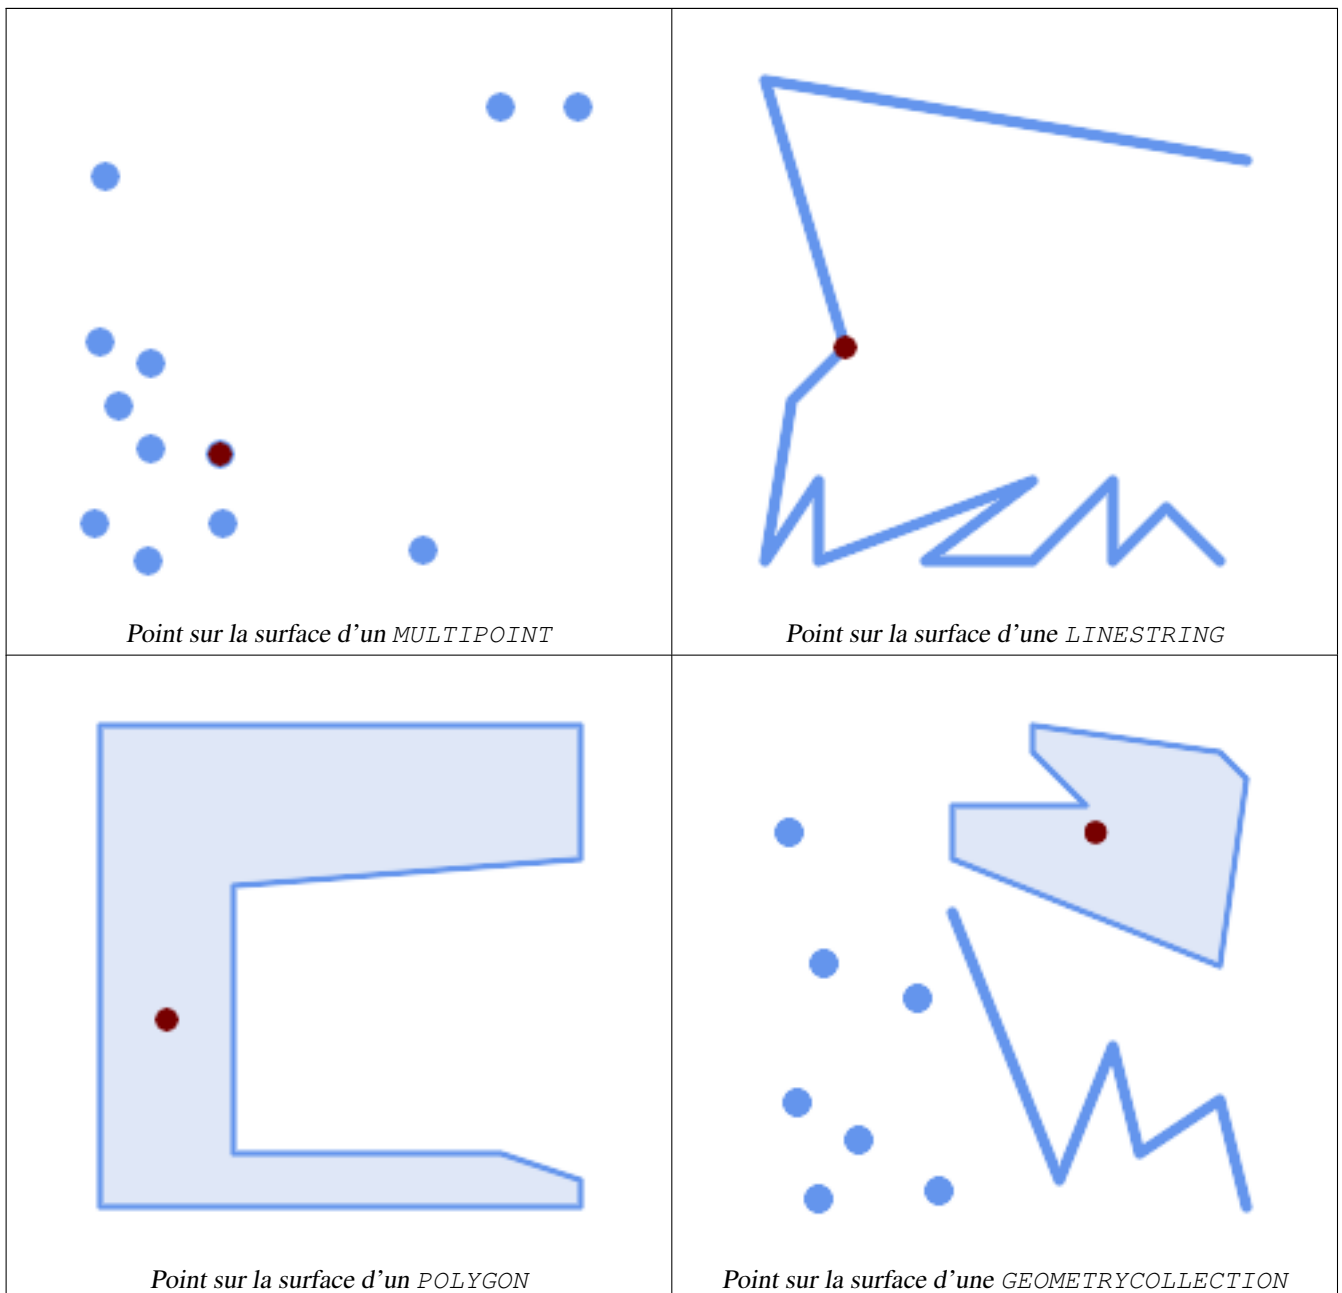 Point sur la surface d'un MULTIPOINT
Point sur la surface d'une LINESTRING
Point sur la surface d'un POLYGON
Point sur la surface d'une GEOMETRYCOLLECTION